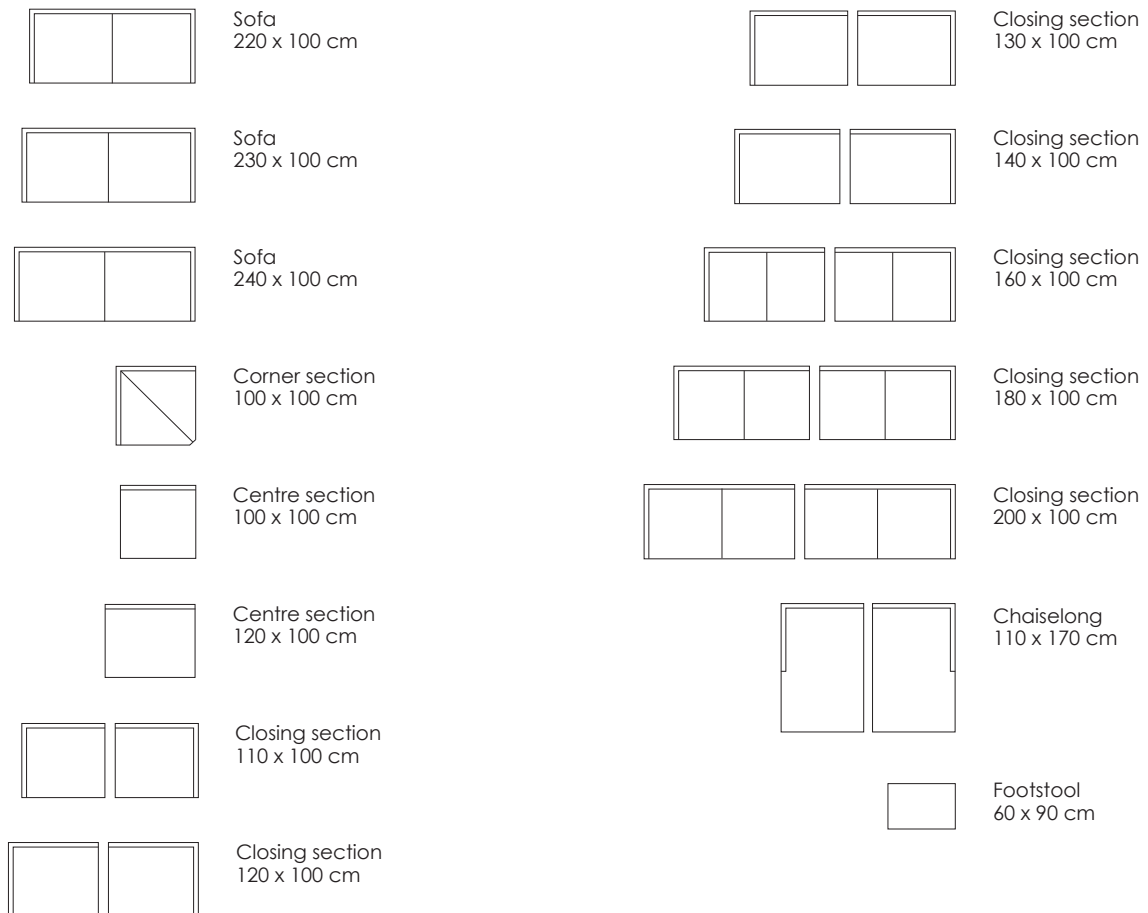 Sofa
220 x 100 cm
Sofa
230 x 100 cm
Sofa
240 x 100 cm
Corner section
100 x 100 cm
Centre section
100 x 100 cm
Centre section
120 x 100 cm
Closing section
110 x 100 cm
Closing section
120 x 100 cm
Closing section
130 x 100 cm
Closing section
140 x 100 cm
Closing section
160 x 100 cm
Closing section
180 x 100 cm
Closing section
200 x 100 cm
Chaiselong
110 x 170 cm
Footstool
60 x 90 cm